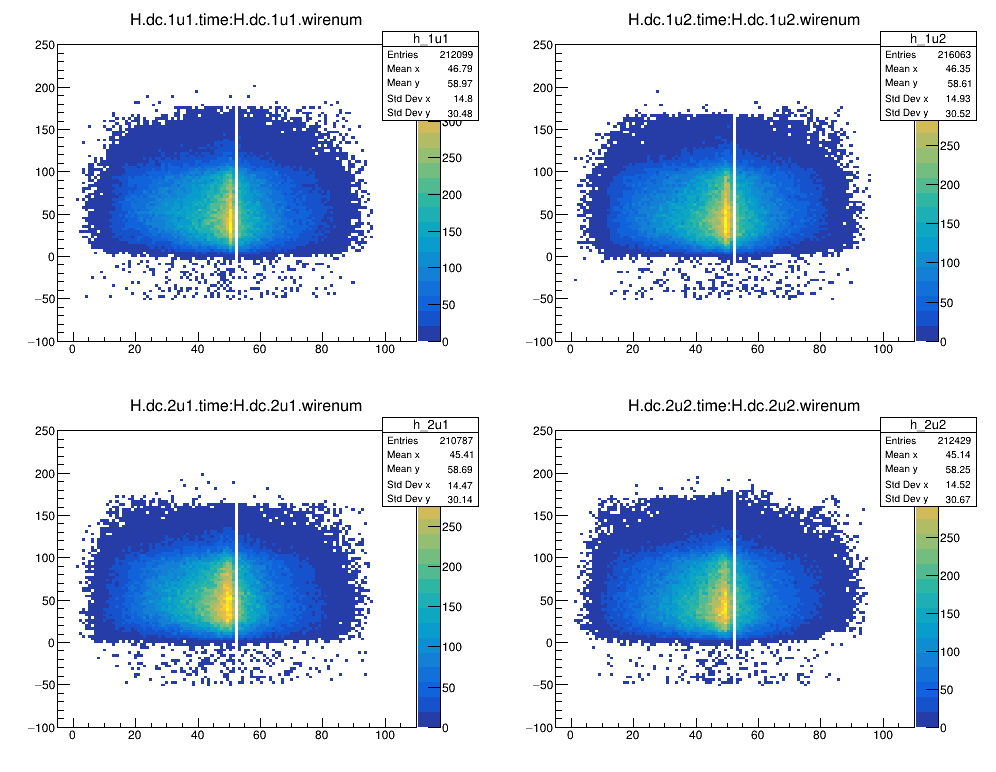 H.dc.1u1.time:H.dc.1u1.wirenum
h_1u1
Entries 212099
Mean x 46.79
Mean y 58.97
Std Dev x 14.8
Std Dev y 30.48
250
200
150
100
50
0
−50
−100
0 20 40 60 80 100
300
250
200
150
100
50
0
H.dc.1u2.time:H.dc.1u2.wirenum
h_1u2
Entries 216063
Mean x 46.35
Mean y 58.61
Std Dev x 14.93
Std Dev y 30.52
250
200
150
100
50
0
−50
−100
0 20 40 60 80 100
250
200
150
100
50
0
H.dc.2u1.time:H.dc.2u1.wirenum
h_2u1
Entries 210787
Mean x 45.41
Mean y 58.69
Std Dev x 14.47
Std Dev y 30.14
250
200
150
100
50
0
−50
−100
0 20 40 60 80 100
250
200
150
100
50
0
H.dc.2u2.time:H.dc.2u2.wirenum
h_2u2
Entries 212429
Mean x 45.14
Mean y 58.25
Std Dev x 14.52
Std Dev y 30.67
250
200
150
100
50
0
−50
−100
0 20 40 60 80 100
250
200
150
100
50
0